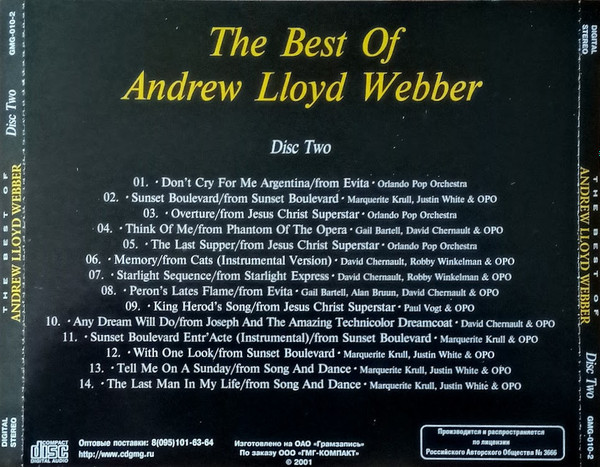 The Best Of
Andrew Lloyd Webber
Disc Two
01. · Don't Cry For Me Argentina/from Evita · Orlando Pop Orchestra
02. · Sunset Boulevard/from Sunset Boulevard · Marquerite Krull, Justin White & OPO
03. · Overture/from Jesus Christ Superstar · Orlando Pop Orchestra
04. · Think Of Me/from Phantom Of The Opera · Gail Bartell, David Chernault & OPO
05. · The Last Supper/from Jesus Christ Superstar · Orlando Pop Orchestra
06. · Memory/from Cats (Instrumental Version) · David Chernault, Robby Winkelman & OPO
07. · Starlight Sequence/from Starlight Express · David Chernault, Robby Winkelman & OPO
08. · Peron's Lates Flame/from Evita · Gail Bartell, Alan Bruun, David Chernault & OPO
09. · King Herod's Song/from Jesus Christ Superstar · Paul Vogt & OPO
10. · Any Dream Will Do/from Joseph And The Amazing Technicolor Dreamcoat · David Chernault & OPO
11. · Sunset Boulevard Entr'Acte (Instrumental)/from Sunset Boulevard · Marquerite Krull & OPO
12. · With One Look/from Sunset Boulevard · Marquerite Krull, Justin White & OPO
13. · Tell Me On A Sunday/from Song And Dance · Marquerite Krull, Justin White & OPO
14. · The Last Man In My Life/from Song And Dance · Marquerite Krull, Justin White & OPO
COMPACT
disc
DIGITAL AUDIO
Оптовые поставки: 8(095)101-63-64
http://www.cdgmg.ru
Изготовлено на ОАО «Грамзапись»
По заказу ООО «ГМГ-КОМПАКТ»
© 2001
Производится и распространяется
по лицензии
Российского Авторского Общества № 3666
DIGITAL
STEREO
THE BEST OF
ANDREW LLOYD WEBBER
Disc Two
GMG-010-2
DIGITAL
STEREO
THE BEST OF
ANDREW LLOYD WEBBER
Disc Two
GMG-010-2